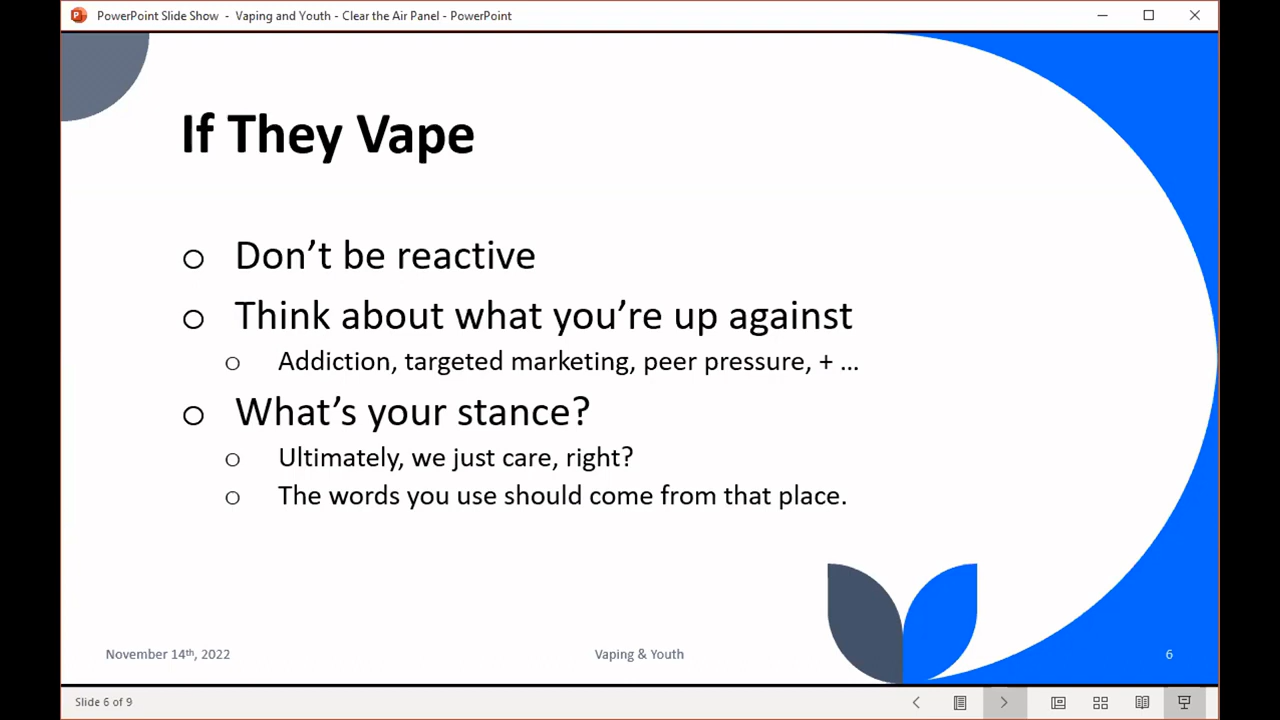 PowerPoint Slide Show - Vaping and Youth - Clear the Air Panel - PowerPoint
If They Vape
o Don’t be reactive
o Think about what you’re up against
o Addiction, targeted marketing, peer pressure, + …
o What’s your stance?
o Ultimately, we just care, right?
o The words you use should come from that place.
November 14th, 2022
Vaping & Youth
6
Slide 6 of 9